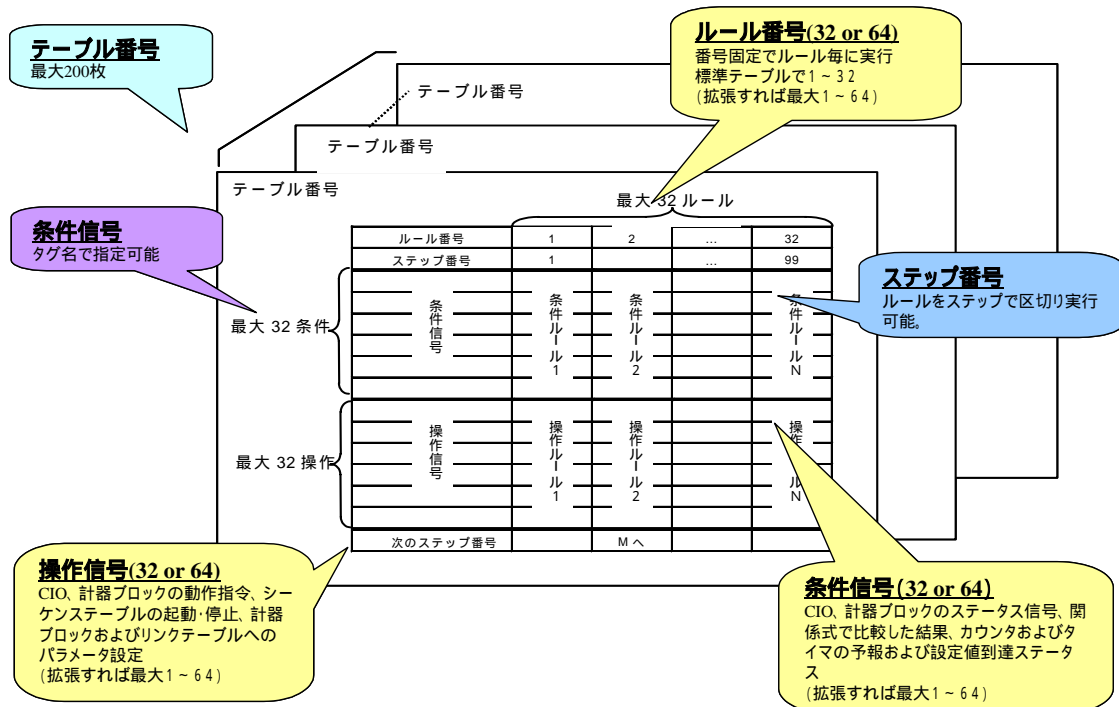 テーブル番号
最大200枚
ルール番号(32 or 64)
番号固定でルール毎に実行
標準テーブルで1~32
(拡張すれば最大1~64)
テーブル番号
テーブル番号
テーブル番号
最大 32 ルール
条件信号
タグ名で指定可能
ルール番号 1 2 … 32
ステップ番号 1 … 99
ステップ番号
ルールをステップで区切り実行
可能。
最大 32 条件
条件信号
条件ルール1
条件ルール2
条件ルールN
最大 32 操作
操作信号
操作ルール1
操作ルール2
操作ルN
次のステップ番号 Mへ
操作信号(32 or 64)
CIO、計器ブロックの動作指令、シー
ケンステーブルの起動・停止、計器
ブロックおよびリンクテーブルへの
パラメータ設定
(拡張すれば最大1~64)
条件信号(32 or 64)
CIO、計器ブロックのステータス信号、関
係式で比較した結果、カウンタおよびタ
イマの予報および設定値到達ステータ
ス
(拡張すれば最大1~64)